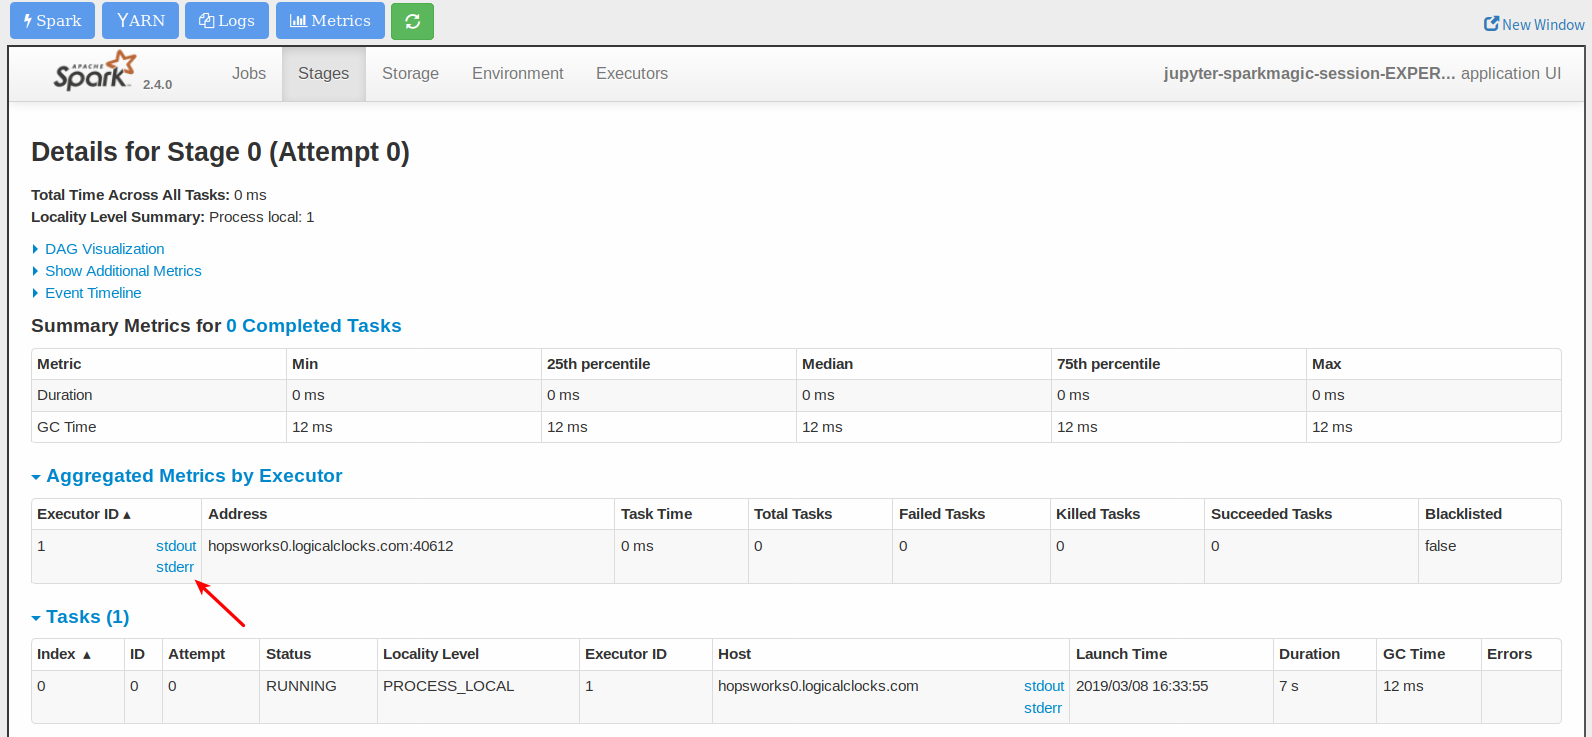 Spark YARN Logs Metrics
New Window
APACHE Spark 2.4.0 Jobs Stages Storage Environment Executors jupyter-sparkmagic-session-EXPER... application UI
Details for Stage 0 (Attempt 0)
Total Time Across All Tasks: 0 ms
Locality Level Summary: Process local: 1
DAG Visualization
Show Additional Metrics
Event Timeline
Summary Metrics for 0 Completed Tasks
Metric Min 25th percentile Median 75th percentile Max
Duration 0 ms 0 ms 0 ms 0 ms 0 ms
GC Time 12 ms 12 ms 12 ms 12 ms 12 ms
Aggregated Metrics by Executor
Executor ID ▴ Address Task Time Total Tasks Failed Tasks Killed Tasks Succeeded Tasks Blacklisted
1 stdout hopsworks0.logicalclocks.com:40612 0 ms 0 0 0 0 false
stderr
Tasks (1)
Index ▴ ID Attempt Status Locality Level Executor ID Host Launch Time Duration GC Time Errors
0 0 0 RUNNING PROCESS_LOCAL 1 hopsworks0.logicalclocks.com stdout 2019/03/08 16:33:55 7 s 12 ms
stderr